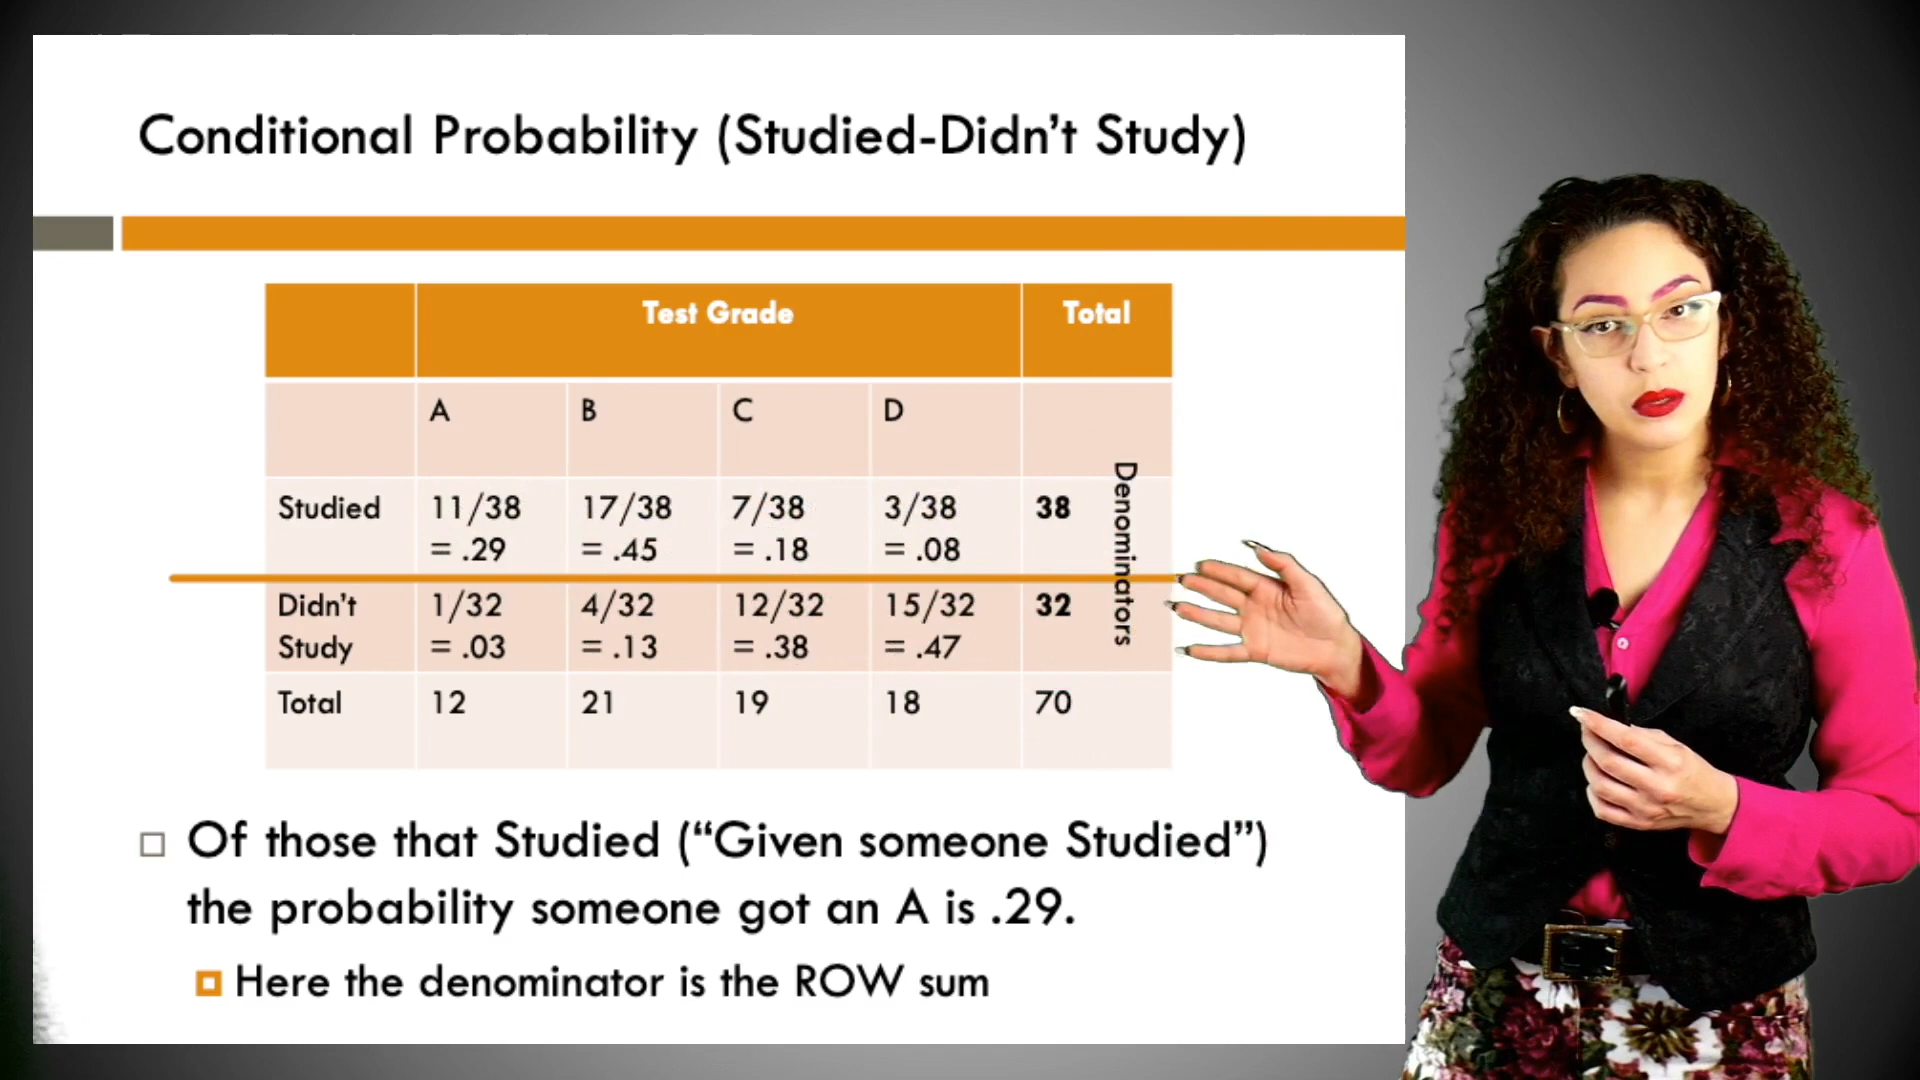 Conditional Probability (Studied-Didn't Study)
Test Grade Total
A B C D
Studied 11/38 17/38 7/38 3/38 38
= .29 = .45 = .18 = .08
Didn't 1/32 4/32 12/32 15/32 32
Study = .03 = .13 = .38 = .47
Denominators
Total 12 21 19 18 70
Of those that Studied (“Given someone Studied”)
the probability someone got an A is .29.
Here the denominator is the ROW sum